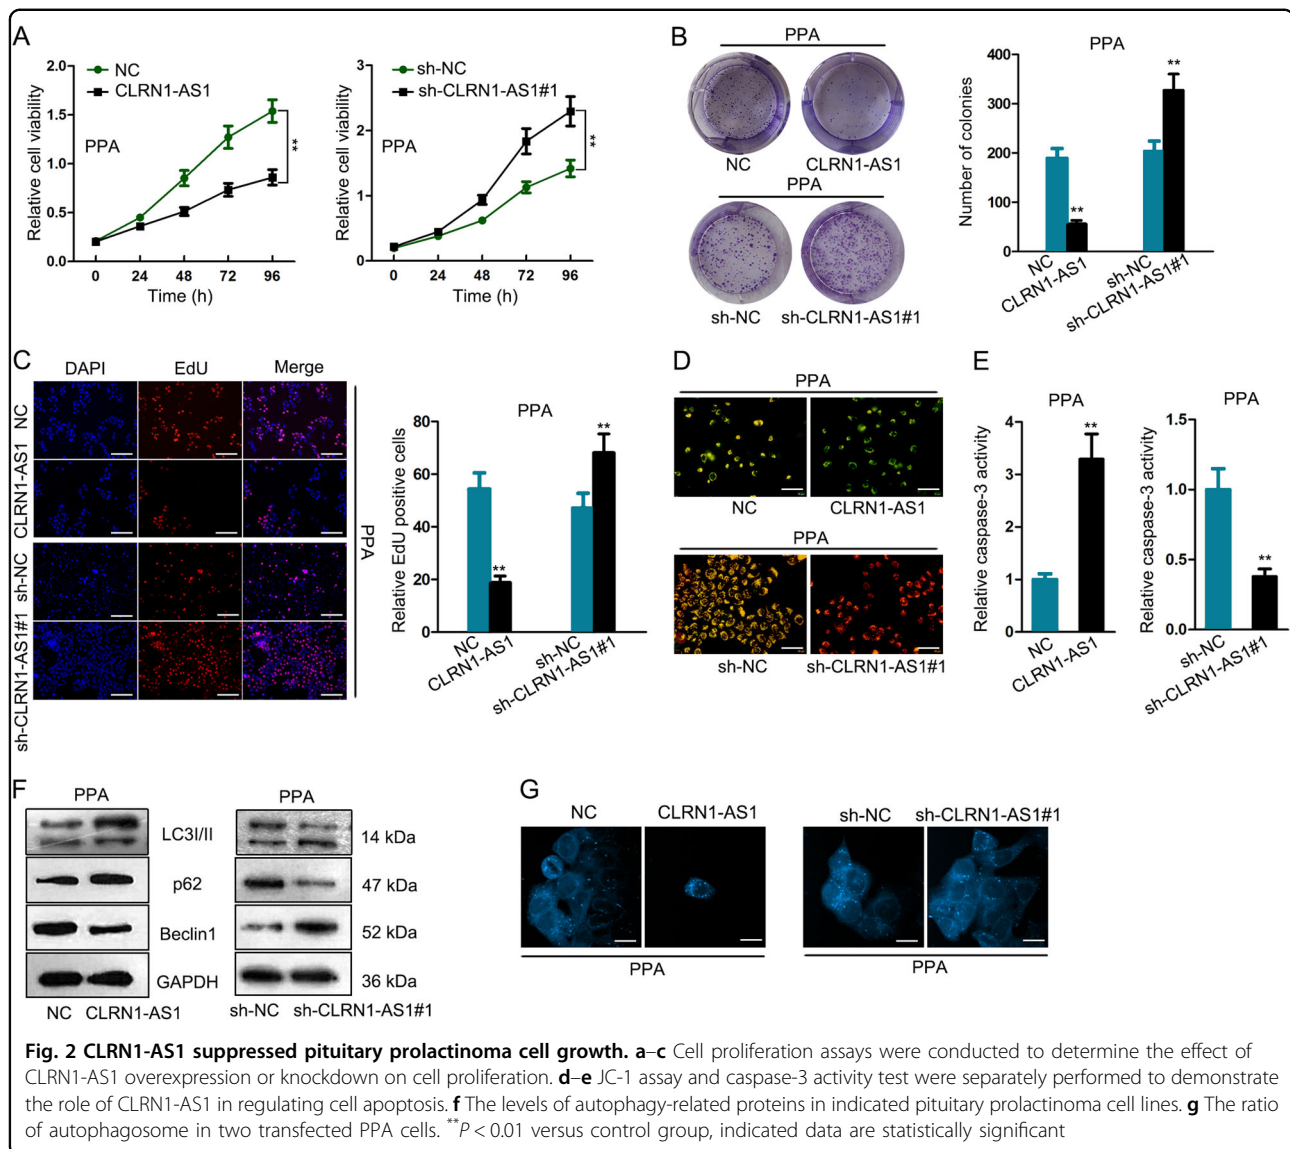 A
NC
CLRN1-AS1
PPA
Relative cell viability
2.0
1.5
1.0
0.5
0.0
**
0 24 48 72 96
Time (h)
sh-NC
sh-CLRN1-AS1#1
PPA
Relative cell viability
3
2
1
0
**
0 24 48 72 96
Time (h)
B
PPA
NC CLRN1-AS1
PPA
sh-NC sh-CLRN1-AS1#1
PPA
Number of colonies
400
300
200
100
0
**
**
NC
CLRN1-AS1
sh-NC
sh-CLRN1-AS1#1
C
DAPI EdU Merge
NC
CLRN1-AS1
sh-NC
sh-CLRN1-AS1#1
PPA
PPA
Relative EdU positive cells
80
60
40
20
0
**
**
NC
CLRN1-AS1
sh-NC
sh-CLRN1-AS1#1
D
PPA
NC CLRN1-AS1
PPA
sh-NC sh-CLRN1-AS1#1
E
PPA
Relative caspase-3 activity
4
3
2
1
0
**
NC
CLRN1-AS1
PPA
Relative caspase-3 activity
1.5
1.0
0.5
0.0
**
sh-NC
sh-CLRN1-AS1#1
F
PPA PPA
LC3I/II 14 kDa
p62 47 kDa
Beclin1 52 kDa
GAPDH 36 kDa
NC CLRN1-AS1 sh-NC sh-CLRN1-AS1#1
G
NC CLRN1-AS1 sh-NC sh-CLRN1-AS1#1
PPA PPA
Fig. 2 CLRN1-AS1 suppressed pituitary prolactinoma cell growth. a–c Cell proliferation assays were conducted to determine the effect of
CLRN1-AS1 overexpression or knockdown on cell proliferation. d–e JC-1 assay and caspase-3 activity test were separately performed to demonstrate
the role of CLRN1-AS1 in regulating cell apoptosis. f The levels of autophagy-related proteins in indicated pituitary prolactinoma cell lines. g The ratio
of autophagosome in two transfected PPA cells. **P < 0.01 versus control group, indicated data are statistically significant